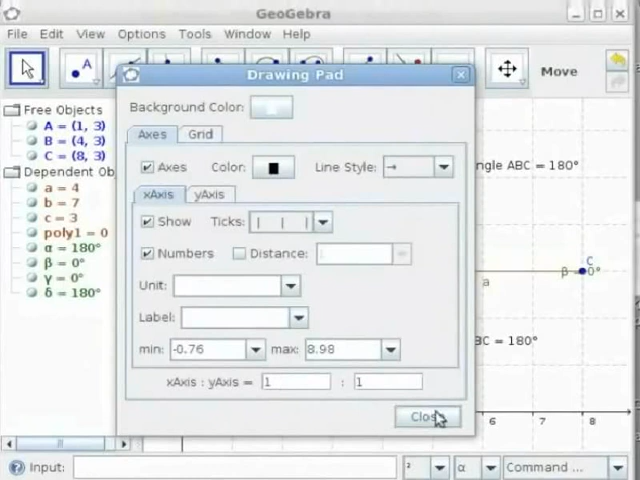 GeoGebra
File Edit View Options Tools Window Help
A
Move
Drawing Pad
Background Color:
Axes Grid
Axes Color: Line Style:
xAxis yAxis
Show Ticks: | | |
Numbers Distance: 1
Unit:
Label:
min: -0.76 max: 8.98
xAxis : yAxis = 1 : 1
Close
Free Objects
A = (1, 3)
B = (4, 3)
C = (8, 3)
Dependent Ob
a = 4
b = 7
c = 3
poly1 = 0
α = 180°
β = 0°
γ = 0°
δ = 180°
ngle ABC = 180°
C
β = 0°
a
BC = 180°
6 7 8
Input: ² α Command ...